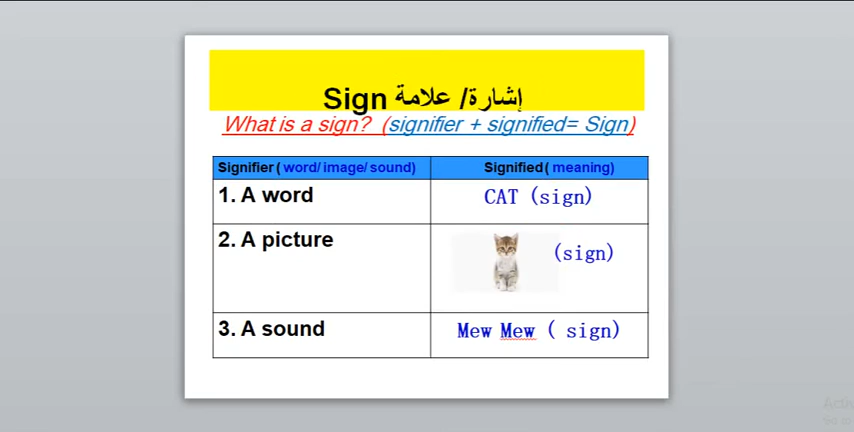 Sign إشارة/ علامة
What is a sign? (signifier + signified= Sign)
Signifier ( word/ image/ sound) Signified ( meaning)
1. A word CAT (sign)
2. A picture (sign)
3. A sound Mew Mew ( sign)